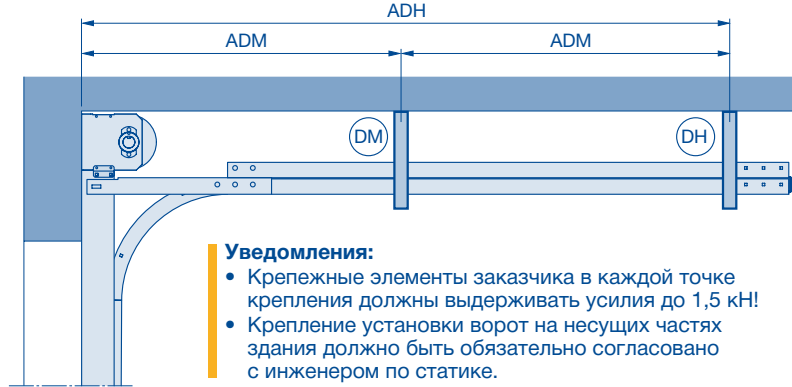 ADH
ADM ADM
DM DH
Уведомления:
• Крепежные элементы заказчика в каждой точке
крепления должны выдерживать усилия до 1,5 кН!
• Крепление установки ворот на несущих частях
здания должно быть обязательно согласовано
с инженером по статике.